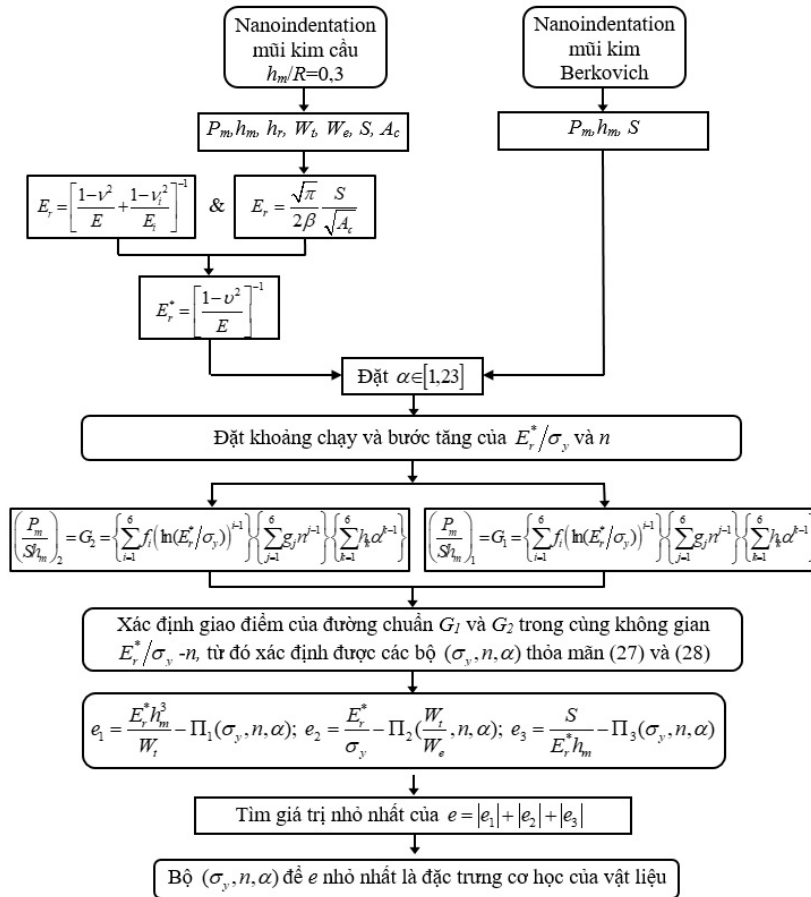 Nanoindentation
mũi kim cầu
h_m/R=0,3
Nanoindentation
mũi kim
Berkovich
P_m, h_m, h_r, W_t, W_e, S, A_c
P_m, h_m, S
E_r = [(1−ν²)/E + (1−ν_i²)/E_i]^{-1} & E_r = (√π/2β) (S/√A_c)
E_r^* = [(1−υ²)/E]^{-1}
Đặt α∈[1,23]
Đặt khoảng chạy và bước tăng của E_r^*/σ_y và n
(P_m/Sh_m)_2 = G_2 = {∑_{i=1}^{6} f_i (ln(E_r^*/σ_y))^{i−1}} {∑_{j=1}^{6} g_j n^{j−1}} {∑_{k=1}^{6} h_k α^{k−1}}
(P_m/Sh_m)_1 = G_1 = {∑_{i=1}^{6} f_i (ln(E_r^*/σ_y))^{i−1}} {∑_{j=1}^{6} g_j n^{j−1}} {∑_{k=1}^{6} h_k α^{k−1}}
Xác định giao điểm của đường chuẩn G_1 và G_2 trong cùng không gian
E_r^*/σ_y -n, từ đó xác định được các bộ (σ_y, n, α) thỏa mãn (27) và (28)
e_1 = E_r^* h_m^3/W_t − Π_1(σ_y, n, α); e_2 = E_r^*/σ_y − Π_2(W_t/W_e, n, α); e_3 = S/(E_r^* h_m) − Π_3(σ_y, n, α)
Tìm giá trị nhỏ nhất của e = |e_1| + |e_2| + |e_3|
Bộ (σ_y, n, α) để e nhỏ nhất là đặc trưng cơ học của vật liệu